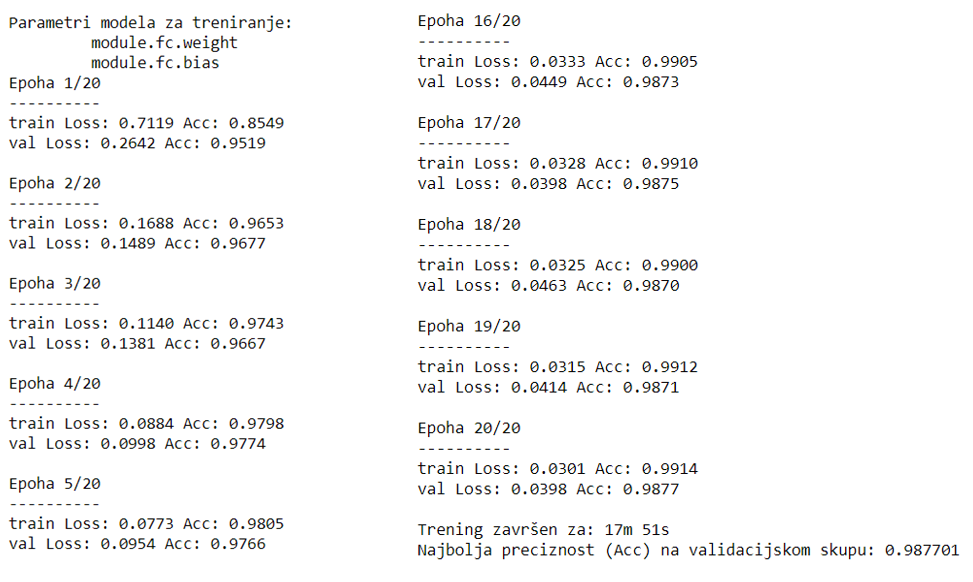 Parametri modela za treniranje:
module.fc.weight
module.fc.bias
Epoha 1/20
----------
train Loss: 0.7119 Acc: 0.8549
val Loss: 0.2642 Acc: 0.9519
Epoha 2/20
----------
train Loss: 0.1688 Acc: 0.9653
val Loss: 0.1489 Acc: 0.9677
Epoha 3/20
----------
train Loss: 0.1140 Acc: 0.9743
val Loss: 0.1381 Acc: 0.9667
Epoha 4/20
----------
train Loss: 0.0884 Acc: 0.9798
val Loss: 0.0998 Acc: 0.9774
Epoha 5/20
----------
train Loss: 0.0773 Acc: 0.9805
val Loss: 0.0954 Acc: 0.9766
Epoha 16/20
----------
train Loss: 0.0333 Acc: 0.9905
val Loss: 0.0449 Acc: 0.9873
Epoha 17/20
----------
train Loss: 0.0328 Acc: 0.9910
val Loss: 0.0398 Acc: 0.9875
Epoha 18/20
----------
train Loss: 0.0325 Acc: 0.9900
val Loss: 0.0463 Acc: 0.9870
Epoha 19/20
----------
train Loss: 0.0315 Acc: 0.9912
val Loss: 0.0414 Acc: 0.9871
Epoha 20/20
----------
train Loss: 0.0301 Acc: 0.9914
val Loss: 0.0398 Acc: 0.9877
Trening završen za: 17m 51s
Najbolja preciznost (Acc) na validacijskom skupu: 0.987701